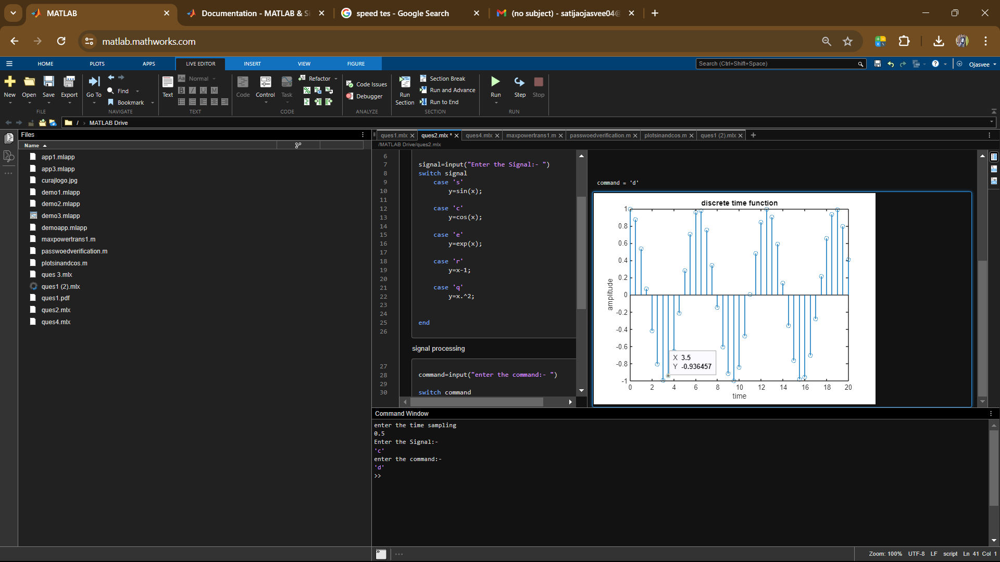 MATLAB
Documentation - MATLAB & Si
speed tes - Google Search
(no subject) - satijaojasvee04@
matlab.mathworks.com
HOME
PLOTS
APPS
LIVE EDITOR
INSERT
VIEW
FIGURE
Search (Ctrl+Shift+Space)
Ojasvee
New
Open
Save
Export
FILE
Go To
Find
Bookmark
NAVIGATE
Text
Aa Normal
B I U M
TEXT
Code
Control
Task
Refactor
CODE
Code Issues
Debugger
ANALYZE
Run
Section
Section Break
Run and Advance
Run to End
SECTION
Run
Step
Stop
RUN
/ › MATLAB Drive
Files
Name
app1.mlapp
app3.mlapp
curajlogo.jpg
demo1.mlapp
demo2.mlapp
demo3.mlapp
demoapp.mlapp
maxpowertrans1.m
passwoedverification.m
plotsinandcos.m
ques 3.mlx
ques1 (2).mlx
ques1.pdf
ques2.mlx
ques4.mlx
ques1.mlx
ques2.mlx *
ques4.mlx
maxpowertrans1.m
passwoedverification.m
plotsinandcos.m
ques1 (2).mlx
/MATLAB Drive/ques2.mlx
6
7 signal=input("Enter the Signal:- ")
8 switch signal
9 case 's'
10 y=sin(x);
11
12 case 'c'
13 y=cos(x);
14
15 case 'e'
16 y=exp(x);
17
18 case 'r'
19 y=x-1;
20
21 case 'q'
22 y=x.^2;
23
24
25 end
26
signal processing
27
28 command=input("enter the command:- ")
29
30 switch command
command = 'd'
discrete time function
1
0.8
0.6
0.4
0.2
0
-0.2
-0.4
-0.6
-0.8
-1
amplitude
X 3.5
Y -0.936457
0 2 4 6 8 10 12 14 16 18 20
time
Command Window
enter the time sampling
0.5
Enter the Signal:-
'c'
enter the command:-
'd'
>>
Zoom: 100% UTF-8 LF script Ln 41 Col 1